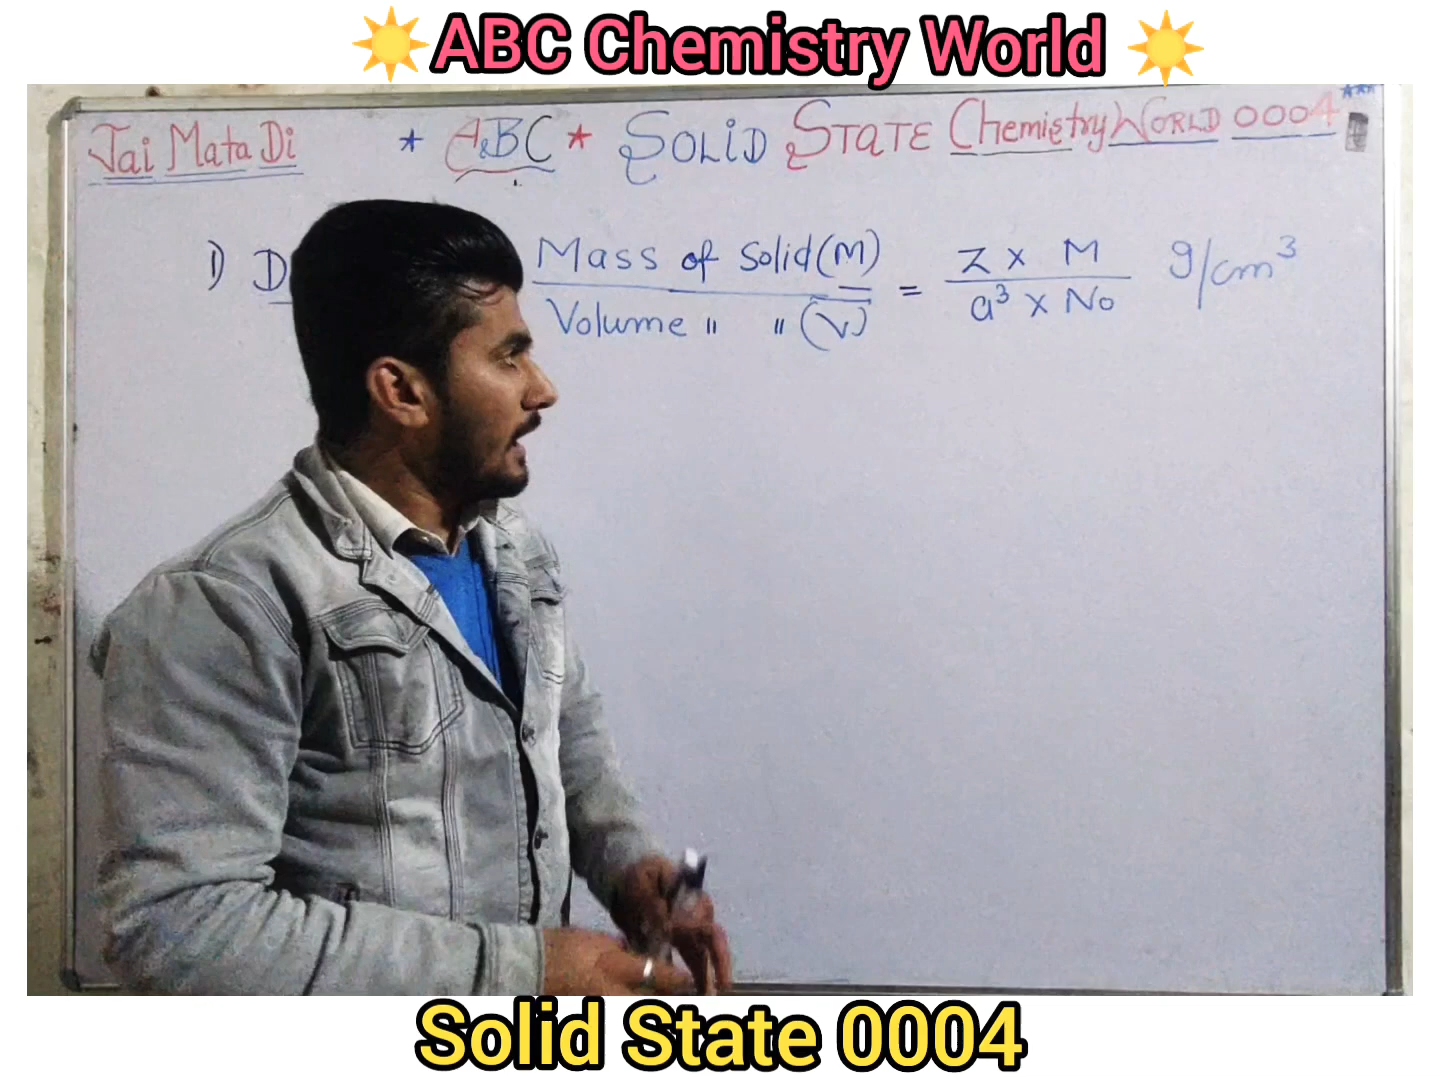 ABC Chemistry World
Jai Mata Di * ABC * SOLiD STATE Chemistry WORLD 0004
1) D Mass of Solid (M) = Z x M g/cm³
Volume " " (V) a³ x No
Solid State 0004